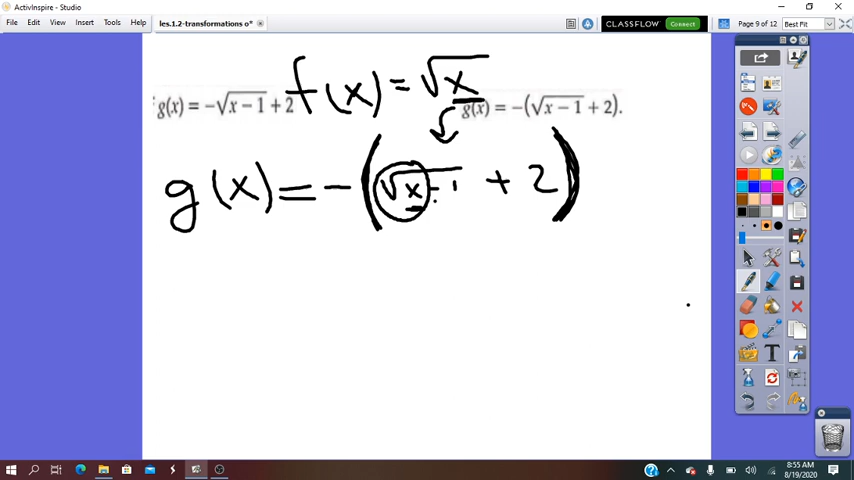 ActivInspire - Studio
File Edit View Insert Tools Help
les.1.2-transformations o*
CLASSFLOW Connect
Page 9 of 12 Best Fit
f(x) = √x
g(x) = -√x-1 + 2
g(x) = -(√x-1 + 2).
g(x) = -(√x-1 + 2)
8:55 AM
8/19/2020